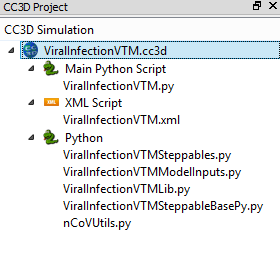 CC3D Project
CC3D Simulation
ViralInfectionVTM.cc3d
Main Python Script
ViralInfectionVTM.py
XML Script
ViralInfectionVTM.xml
Python
ViralInfectionVTMSteppables.py
ViralInfectionVTMModelInputs.py
ViralInfectionVTMLib.py
ViralInfectionVTMSteppableBasePy.py
nCoVUtils.py